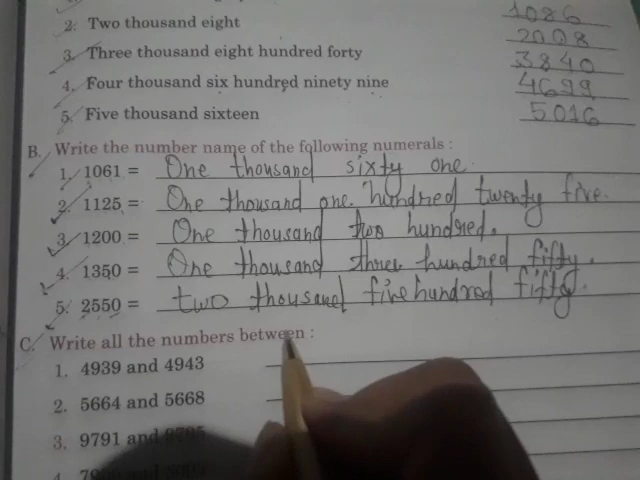 1086
2. Two thousand eight 2008
3. Three thousand eight hundred forty 3840
4. Four thousand six hundred ninety nine 4699
5. Five thousand sixteen 5016
B. Write the number name of the following numerals :
1. 1061 = One thousand sixty one.
2. 1125 = One thousand one hundred twenty five.
3. 1200 = One thousand two hundred.
4. 1350 = One thousand three hundred fifty.
5. 2550 = two thousand five hundred fifty.
C. Write all the numbers between :
1. 4939 and 4943
2. 5664 and 5668
3. 9791 and
4.